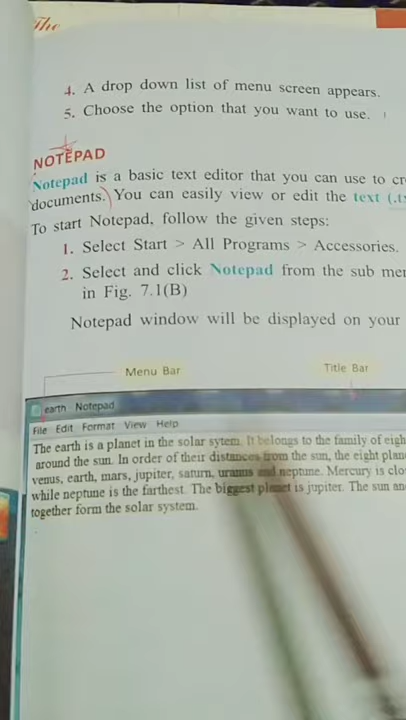 The
4. A drop down list of menu screen appears.
5. Choose the option that you want to use.
NOTEPAD
Notepad is a basic text editor that you can use to cr
documents. You can easily view or edit the text (.t
To start Notepad, follow the given steps:
1. Select Start > All Programs > Accessories.
2. Select and click Notepad from the sub me
in Fig. 7.1(B)
Notepad window will be displayed on your
Menu Bar Title Bar
earth Notepad
File Edit Format View Help
The earth is a planet in the solar sytem. It belongs to the family of eigh
around the sun. In order of their distances from the sun, the eight plan
venus, earth, mars, jupiter, saturn, uranus and neptune. Mercury is clo
while neptune is the farthest. The biggest planet is jupiter. The sun an
together form the solar system.